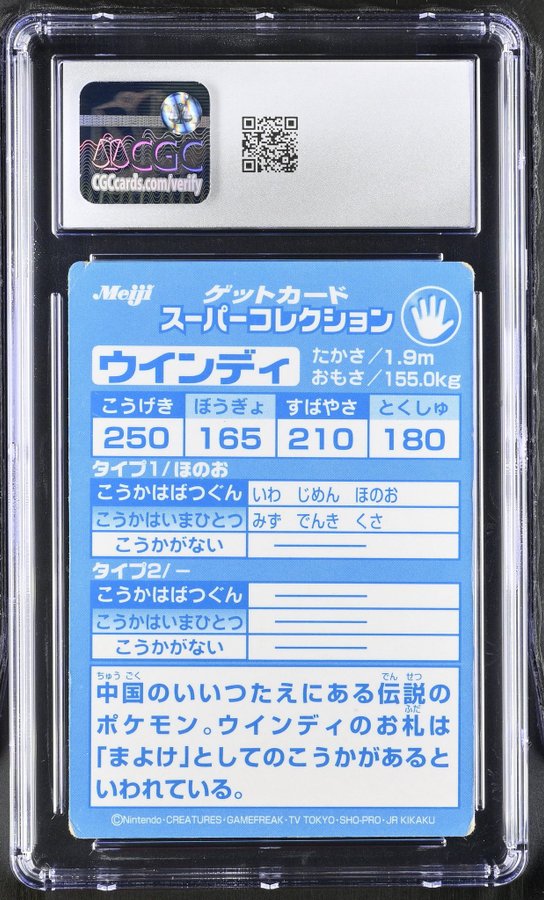 CGC
CGCcards.com/verify
Meiji ゲットカード
スーパーコレクション
ウインディ
たかさ/1.9m
おもさ/155.0kg
こうげき ぼうぎょ すばやさ とくしゅ
250 165 210 180
タイプ1/ほのお
こうかはばつぐん いわ じめん ほのお
こうかはいまひとつ みず でんき くさ
こうかがない ―
タイプ2/ー
こうかはばつぐん ―
こうかはいまひとつ ―
こうかがない ―
ちゅう ごく でん せつ
中国のいいつたえにある伝説の
ふだ
ポケモン。ウインディのお札は
「まよけ」としてのこうかがあると
いわれている。
©Nintendo・CREATURES・GAMEFREAK・TV TOKYO・SHO-PRO・JR KIKAKU